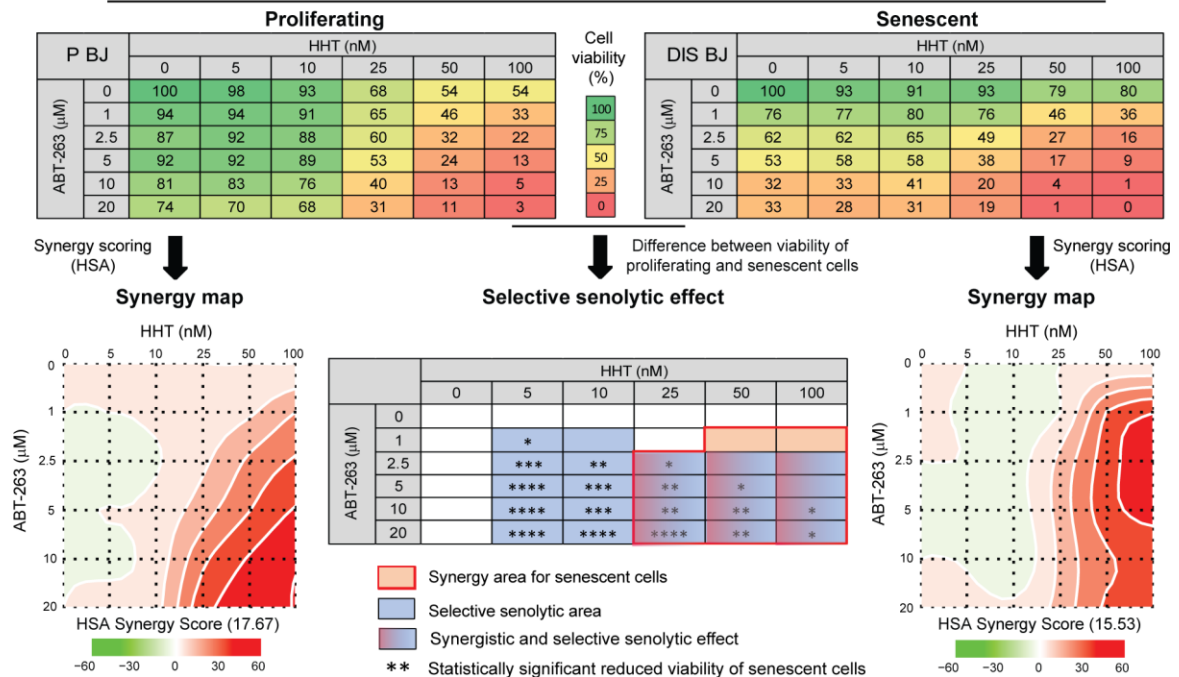 Proliferating
Senescent
P BJ
HHT (nM)
0 5 10 25 50 100
ABT-263 (μM)
0 100 98 93 68 54 54
1 94 94 91 65 46 33
2.5 87 92 88 60 32 22
5 92 92 89 53 24 13
10 81 83 76 40 13 5
20 74 70 68 31 11 3
Cell
viability
(%)
100
75
50
25
0
DIS BJ
HHT (nM)
0 5 10 25 50 100
ABT-263 (μM)
0 100 93 91 93 79 80
1 76 77 80 76 46 36
2.5 62 62 65 49 27 16
5 53 58 58 38 17 9
10 32 33 41 20 4 1
20 33 28 31 19 1 0
Synergy scoring
(HSA)
Difference between viability of
proliferating and senescent cells
Synergy scoring
(HSA)
Synergy map
HHT (nM)
0 5 10 25 50 100
ABT-263 (μM)
0
1
2.5
5
10
20
HSA Synergy Score (17.67)
−60 −30 0 30 60
Selective senolytic effect
HHT (nM)
0 5 10 25 50 100
ABT-263 (μM)
0
1 *
2.5 *** ** *
5 **** *** ** *
10 **** *** ** ** *
20 **** **** **** ** *
Synergy area for senescent cells
Selective senolytic area
Synergistic and selective senolytic effect
** Statistically significant reduced viability of senescent cells
Synergy map
HHT (nM)
0 5 10 25 50 100
ABT-263 (μM)
0
1
2.5
5
10
20
HSA Synergy Score (15.53)
−60 −30 0 30 60